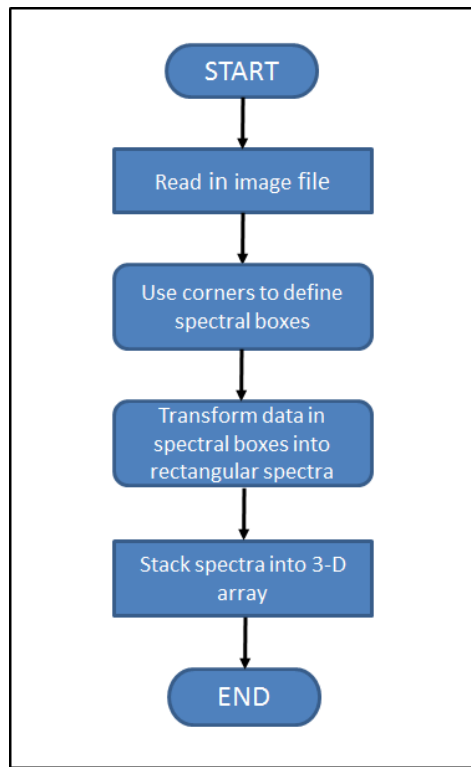 START
Read in image file
Use corners to define
spectral boxes
Transform data in
spectral boxes into
rectangular spectra
Stack spectra into 3-D
array
END